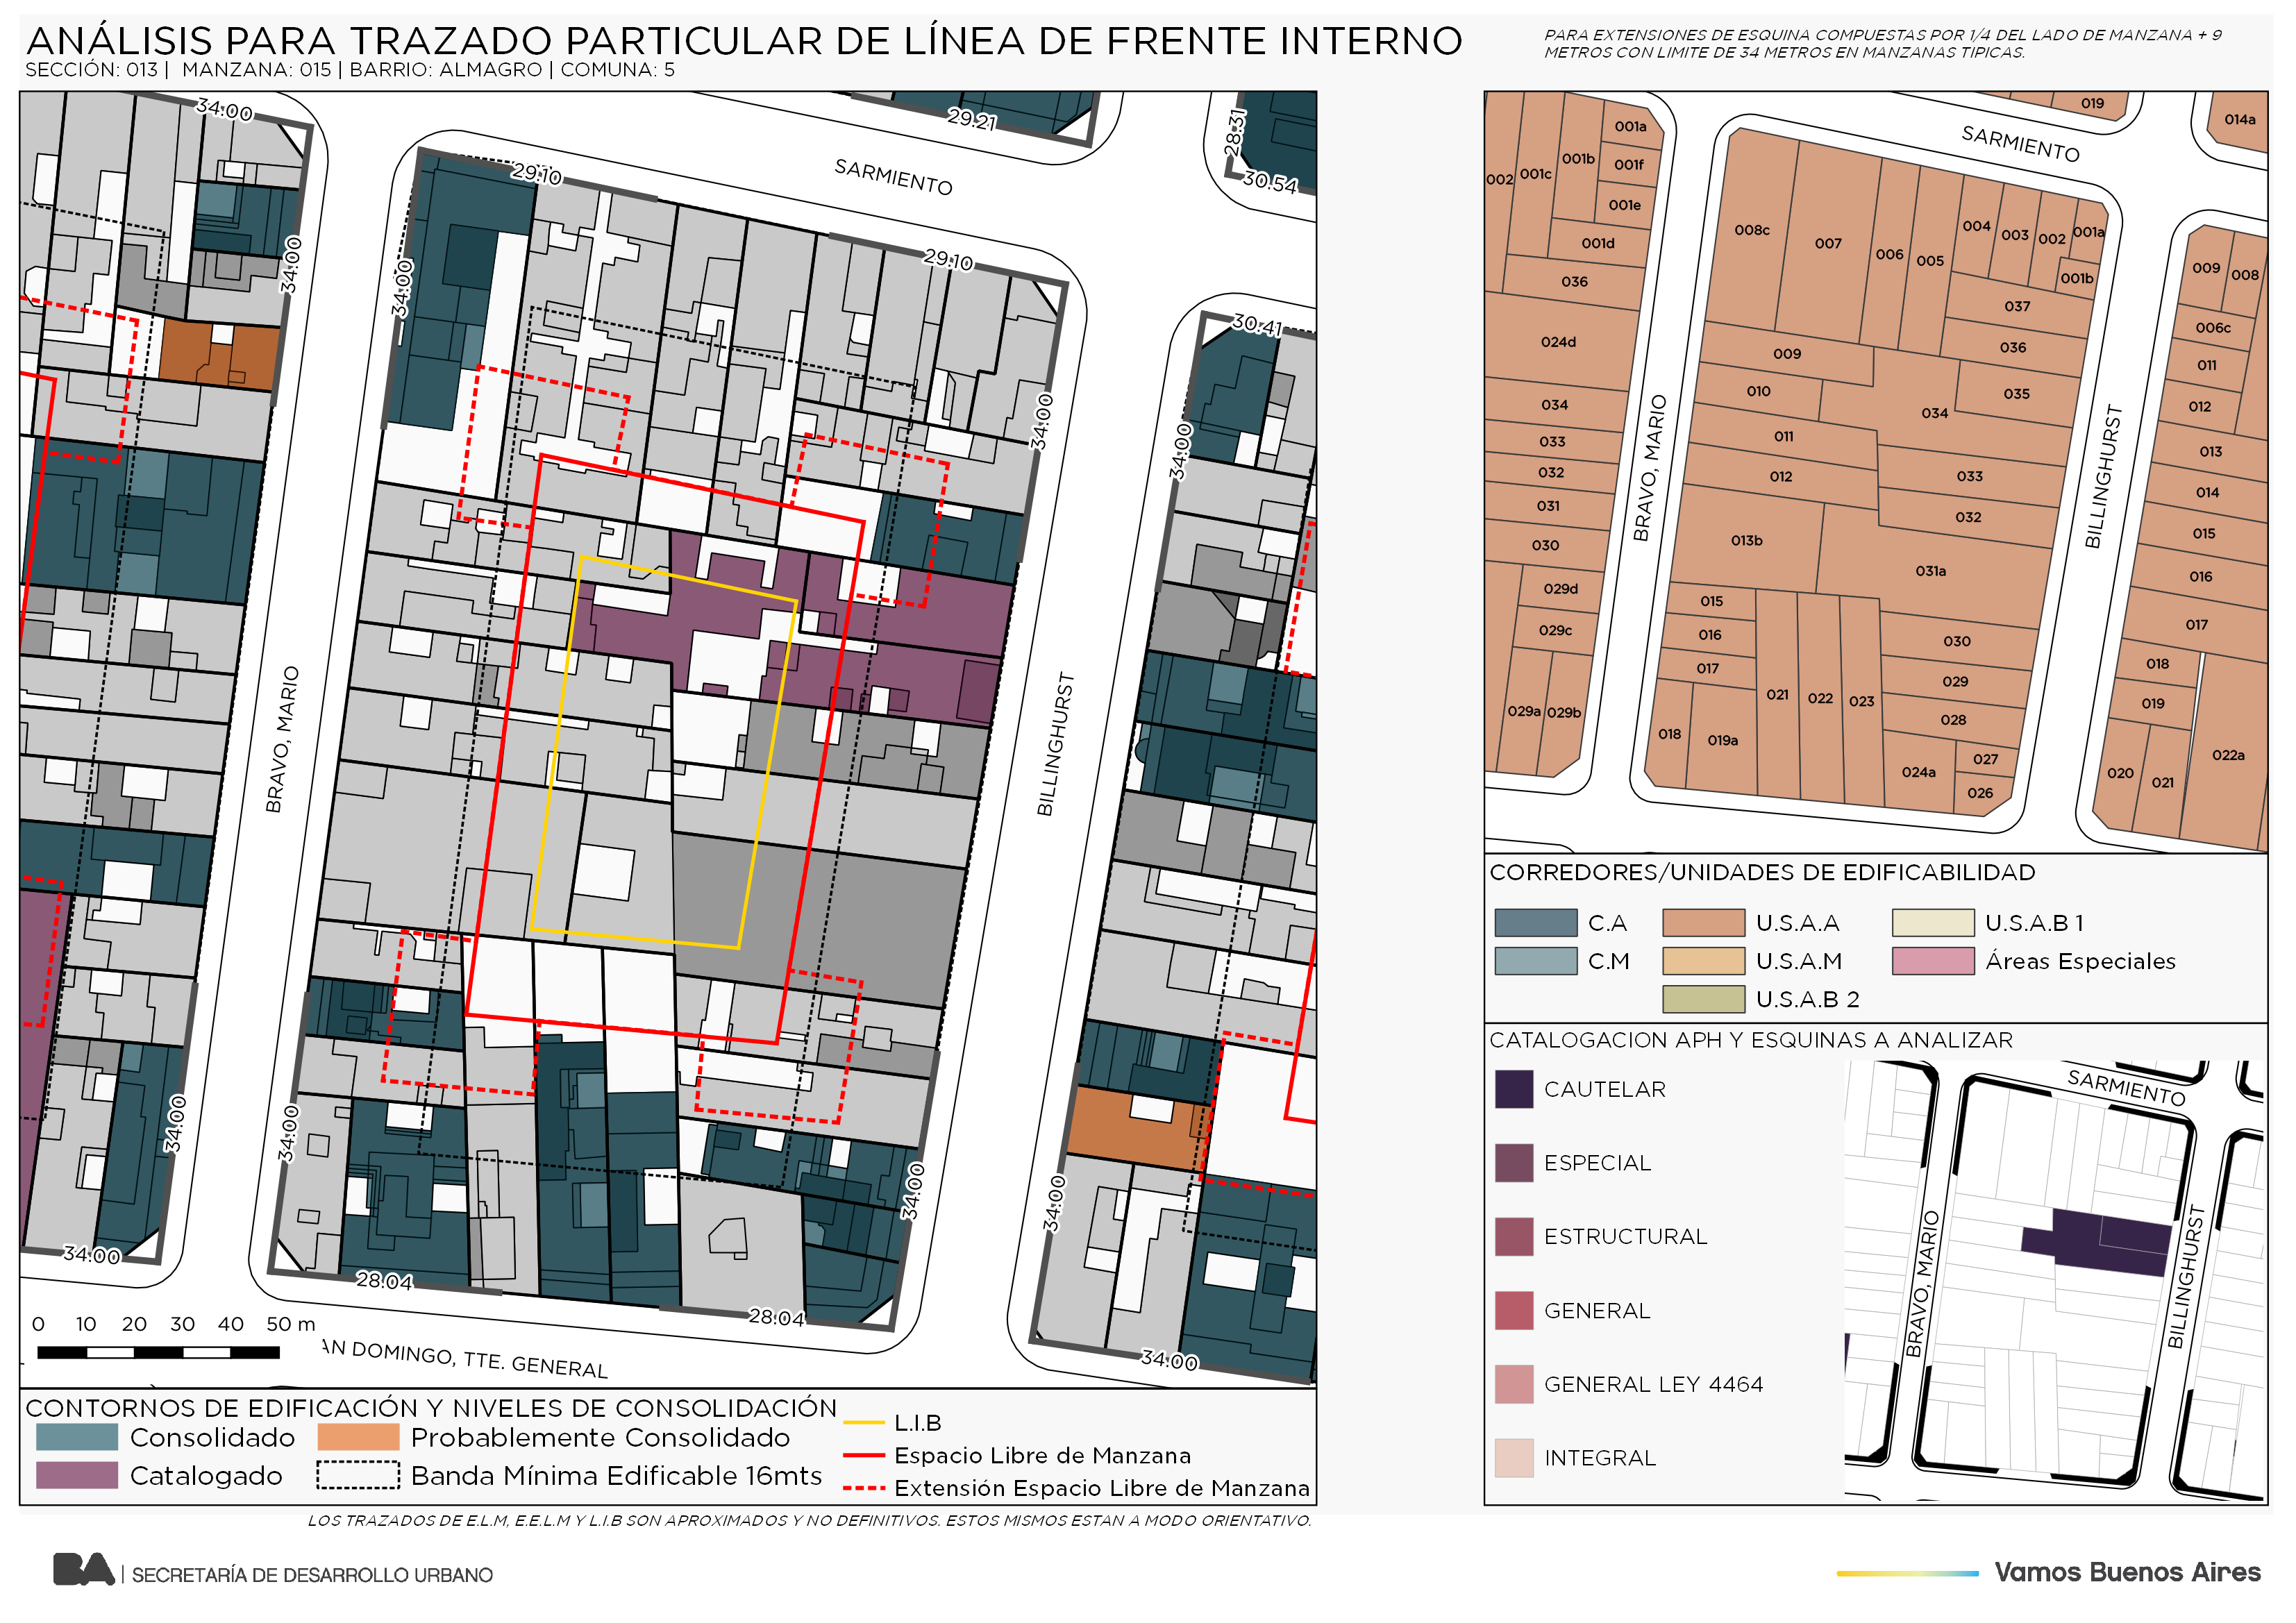 ANÁLISIS PARA TRAZADO PARTICULAR DE LÍNEA DE FRENTE INTERNO
SECCIÓN: 013 | MANZANA: 015 | BARRIO: ALMAGRO | COMUNA: 5
PARA EXTENSIONES DE ESQUINA COMPUESTAS POR 1/4 DEL LADO DE MANZANA + 9
METROS CON LIMITE DE 34 METROS EN MANZANAS TIPICAS.
34.00
29.21
28.31
30.54
SARMIENTO
29.10
29.10
34.00
34.00
30.41
34.00
34.00
BRAVO, MARIO
BILLINGHURST
34.00
34.00
34.00
34.00
34.00
28.04
28.04
34.00
0 10 20 30 40 50 m
AN DOMINGO, TTE. GENERAL
CONTORNOS DE EDIFICACIÓN Y NIVELES DE CONSOLIDACIÓN
Consolidado
Probablemente Consolidado
Catalogado
Banda Mínima Edificable 16mts
L.I.B
Espacio Libre de Manzana
Extensión Espacio Libre de Manzana
LOS TRAZADOS DE E.L.M, E.E.L.M Y L.I.B SON APROXIMADOS Y NO DEFINITIVOS. ESTOS MISMOS ESTAN A MODO ORIENTATIVO.
019
014a
SARMIENTO
001a
001b
001f
002
001c
001e
001d
036
024d
034
033
032
031
030
029d
029c
029a
029b
BRAVO, MARIO
008c
007
006
005
004
003
002
001a
001b
037
036
035
034
009
010
011
012
033
032
013b
031a
015
016
017
018
019a
021
022
023
030
029
028
027
024a
026
BILLINGHURST
009
008
006c
011
012
013
014
015
016
017
018
019
020
021
022a
CORREDORES/UNIDADES DE EDIFICABILIDAD
C.A
U.S.A.A
U.S.A.B 1
C.M
U.S.A.M
Áreas Especiales
U.S.A.B 2
CATALOGACION APH Y ESQUINAS A ANALIZAR
CAUTELAR
ESPECIAL
ESTRUCTURAL
GENERAL
GENERAL LEY 4464
INTEGRAL
SARMIENTO
BRAVO, MARIO
BILLINGHURST
BA | SECRETARÍA DE DESARROLLO URBANO
Vamos Buenos Aires